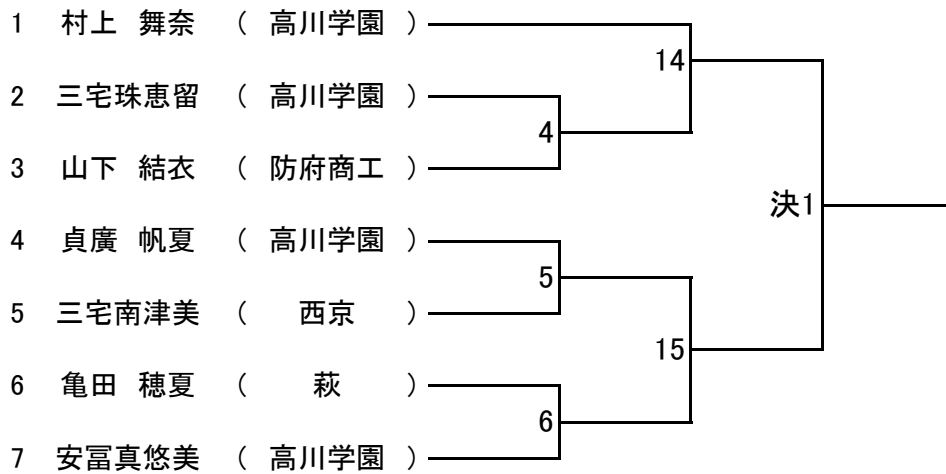 1 村上 舞奈 ( 高川学園 )
14
2 三宅珠恵留 ( 高川学園 )
4
3 山下 結衣 ( 防府商工 )
決1
4 貞廣 帆夏 ( 高川学園 )
5
5 三宅南津美 ( 西京 )
15
6 亀田 穂夏 ( 萩 )
6
7 安冨真悠美 ( 高川学園 )